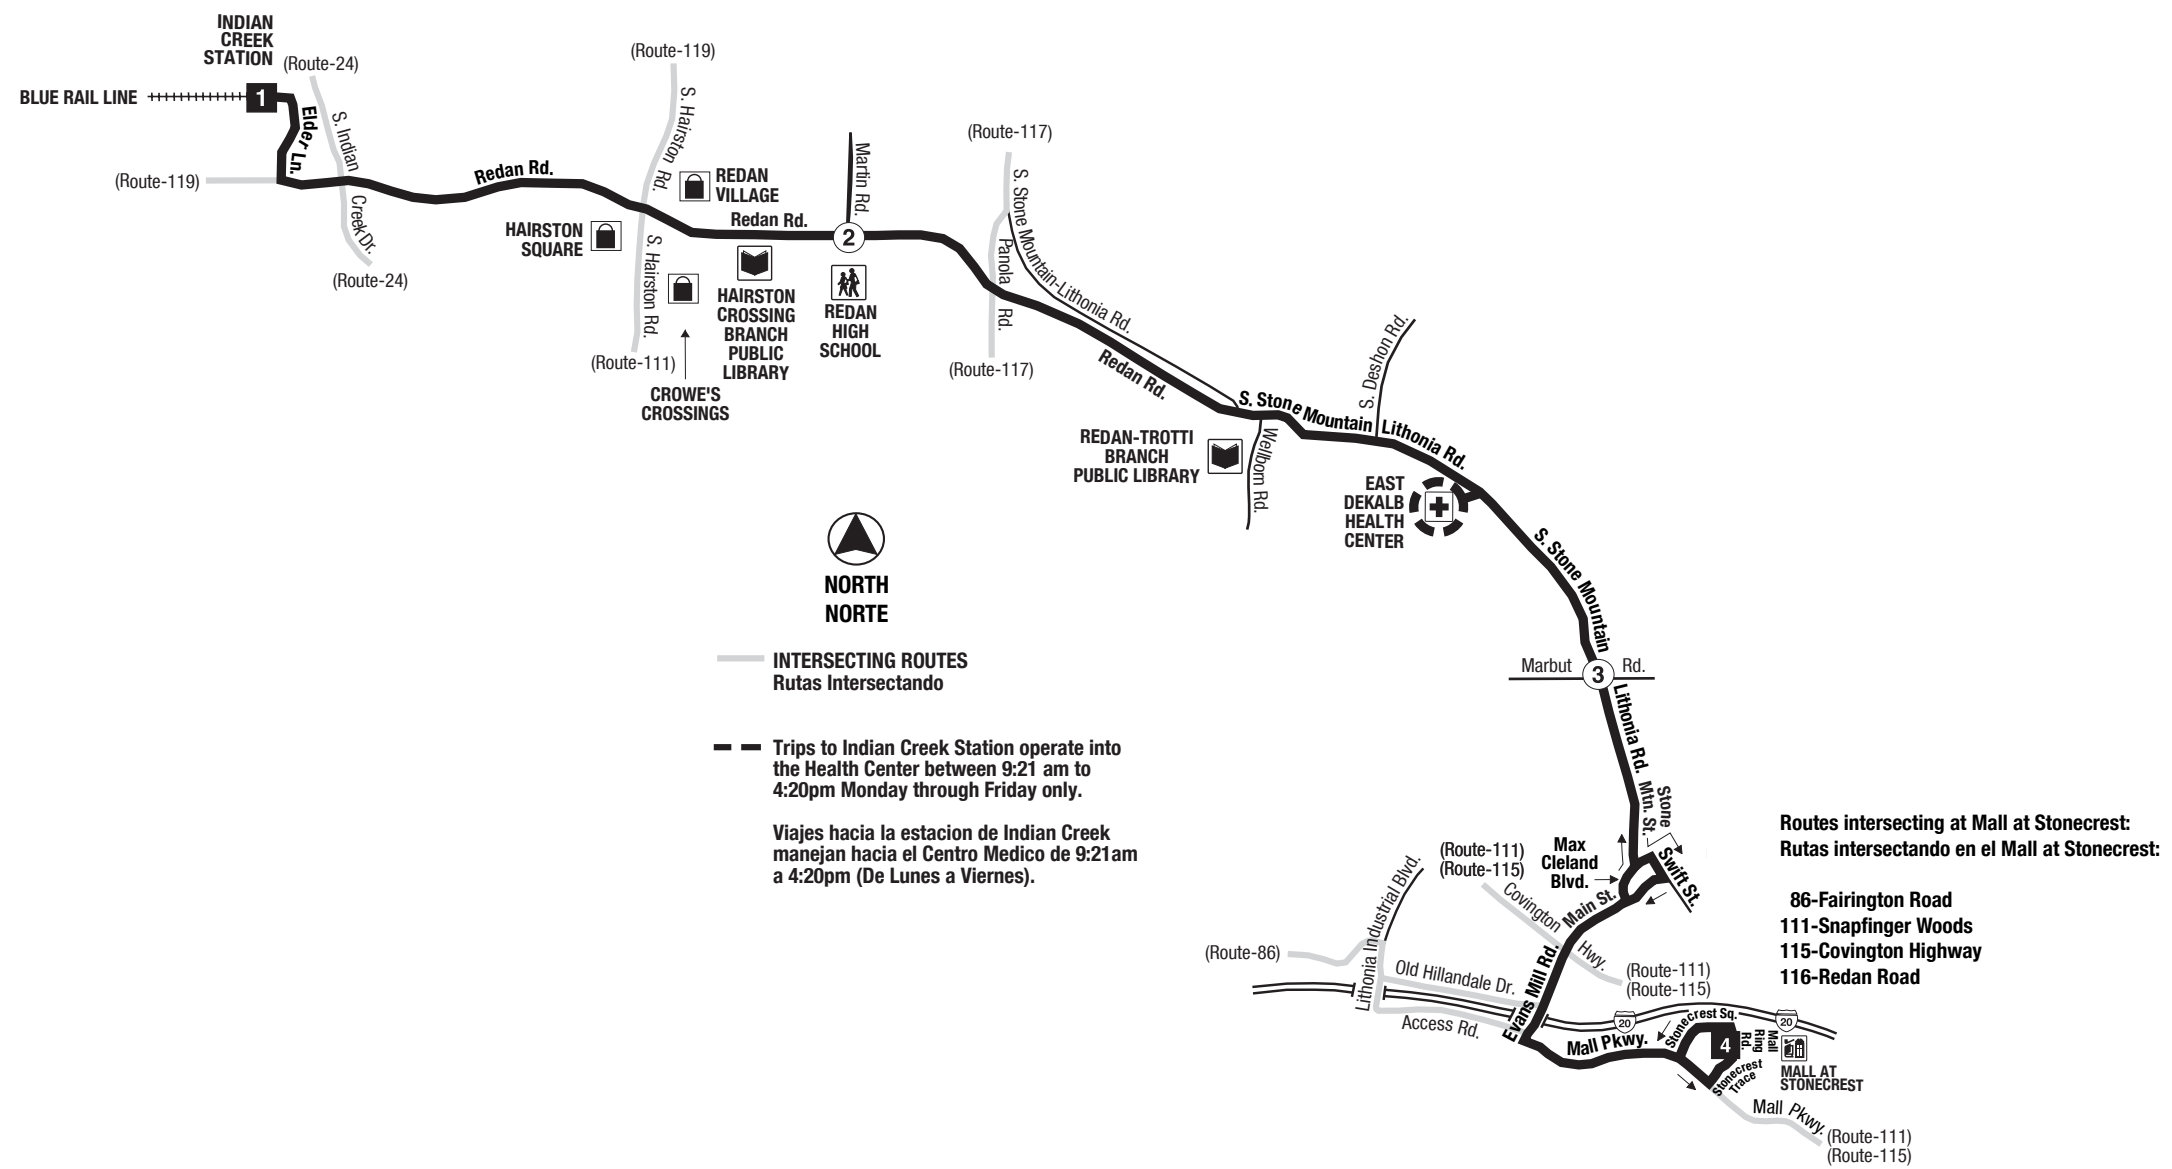 INDIAN
CREEK
STATION
(Route-24)
BLUE RAIL LINE
1
Elder Ln.
S. Indian
Creek Dr.
(Route-119)
(Route-24)
Redan Rd.
(Route-119)
S. Hairston Rd.
REDAN
VILLAGE
HAIRSTON
SQUARE
S. Hairston Rd.
(Route-111)
CROWE'S
CROSSINGS
Redan Rd.
HAIRSTON
CROSSING
BRANCH
PUBLIC
LIBRARY
Martin Rd.
2
REDAN
HIGH
SCHOOL
(Route-117)
S. Stone Mountain-Lithonia Rd.
Panola
Rd.
(Route-117)
Redan Rd.
S. Stone Mountain Lithonia Rd.
S. Deshon Rd.
REDAN-TROTTI
BRANCH
PUBLIC LIBRARY
Wellborn Rd.
EAST
DEKALB
HEALTH
CENTER
S. Stone Mountain
Marbut
3
Rd.
Lithonia Rd.
NORTH
NORTE
INTERSECTING ROUTES
Rutas Intersectando
Trips to Indian Creek Station operate into
the Health Center between 9:21 am to
4:20pm Monday through Friday only.
Viajes hacia la estacion de Indian Creek
manejan hacia el Centro Medico de 9:21am
a 4:20pm (De Lunes a Viernes).
Stone
Mtn. St.
Max
Cleland
Blvd.
Swift St.
Main St.
(Route-111)
(Route-115)
Covington
Hwy.
(Route-111)
(Route-115)
Lithonia Industrial Blvd.
(Route-86)
Old Hillandale Dr.
Access Rd.
Evans Mill Rd.
Mall Pkwy.
20
20
Stonecrest Sq.
4
Mall
Ring
Rd.
Stonecrest
Trace
MALL AT
STONECREST
Mall Pkwy.
(Route-111)
(Route-115)
Routes intersecting at Mall at Stonecrest:
Rutas intersectando en el Mall at Stonecrest:
86-Fairington Road
111-Snapfinger Woods
115-Covington Highway
116-Redan Road